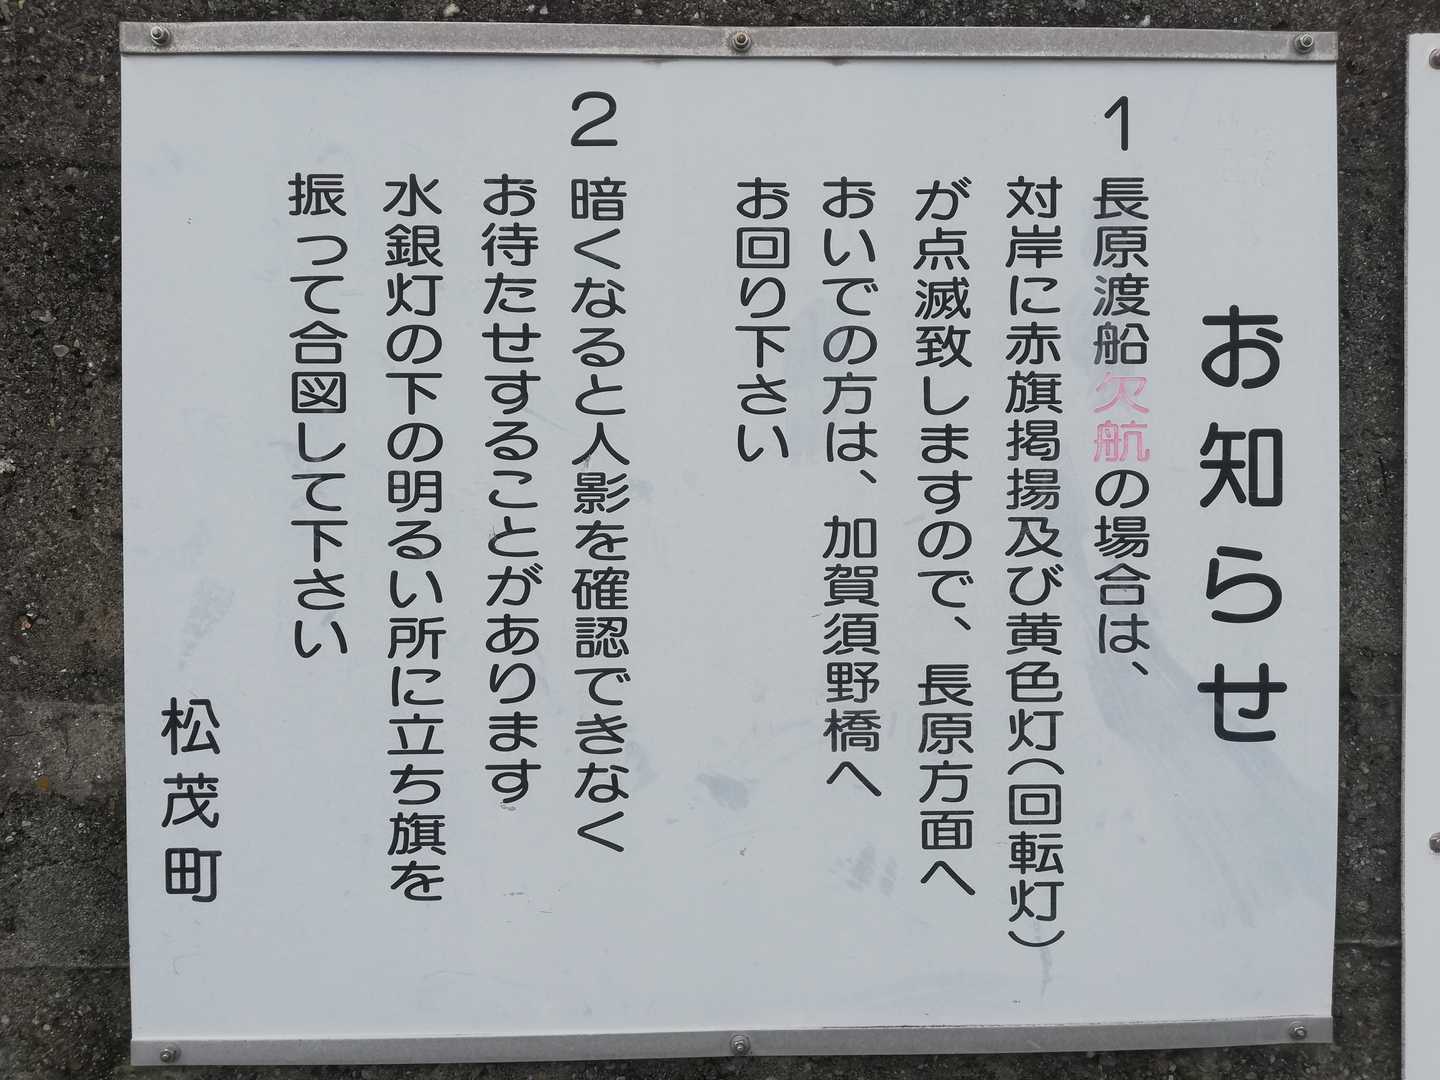 お知らせ
1 長原渡船欠航の場合は、
対岸に赤旗掲揚及び黄色灯(回転灯)
が点滅致しますので、長原方面へ
おいでの方は、加賀須野橋へ
お回り下さい
2 暗くなると人影を確認できなく
お待たせすることがあります
水銀灯の下の明るい所に立ち旗を
振って合図して下さい
松茂町